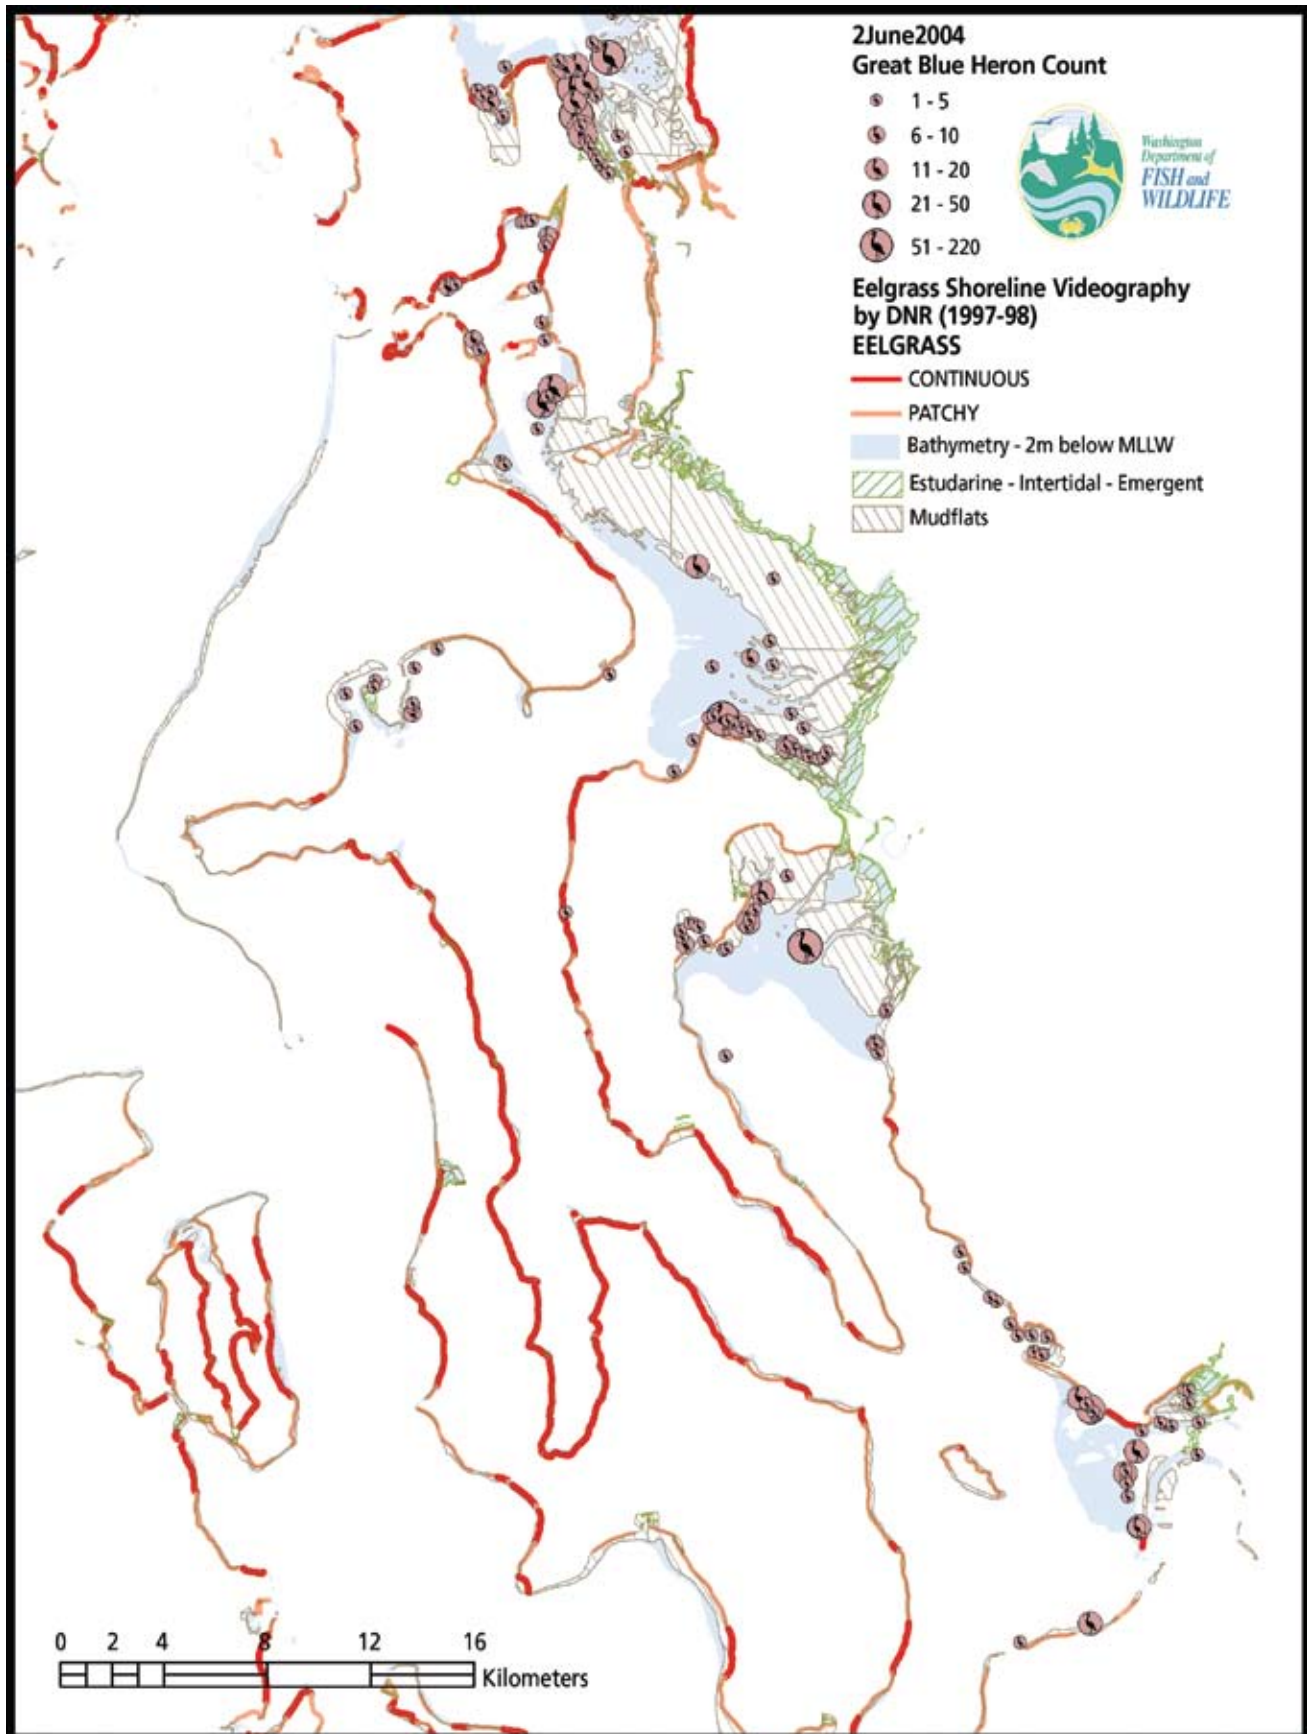 2June2004
Great Blue Heron Count
1 - 5
6 - 10
11 - 20
21 - 50
51 - 220
Washington
Department of
FISH and
WILDLIFE
Eelgrass Shoreline Videography
by DNR (1997-98)
EELGRASS
CONTINUOUS
PATCHY
Bathymetry - 2m below MLLW
Estudarine - Intertidal - Emergent
Mudflats
0 2 4 8 12 16
Kilometers